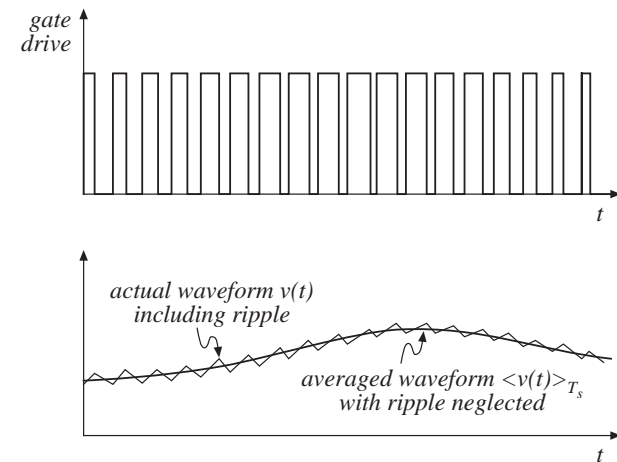 gate
drive
t
actual waveform v(t)
including ripple
averaged waveform <v(t)>Ts
with ripple neglected
t